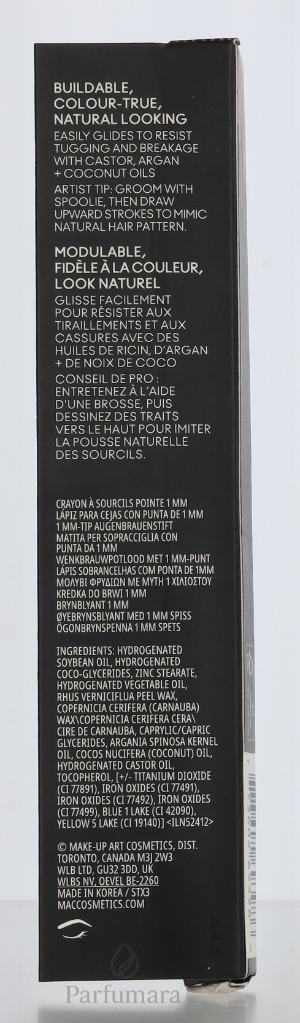 BUILDABLE,
COLOUR-TRUE,
NATURAL LOOKING
EASILY GLIDES TO RESIST
TUGGING AND BREAKAGE
WITH CASTOR, ARGAN
+ COCONUT OILS
ARTIST TIP: GROOM WITH
SPOOLIE, THEN DRAW
UPWARD STROKES TO MIMIC
NATURAL HAIR PATTERN.
MODULABLE,
FIDÈLE À LA COULEUR,
LOOK NATUREL
GLISSE FACILEMENT
POUR RÉSISTER AUX
TIRAILLEMENTS ET AUX
CASSURES AVEC DES
HUILES DE RICIN, D'ARGAN
+ DE NOIX DE COCO
CONSEIL DE PRO :
ENTRETENEZ À L'AIDE
D'UNE BROSSE, PUIS
DESSINEZ DES TRAITS
VERS LE HAUT POUR IMITER
LA POUSSE NATURELLE
DES SOURCILS.
CRAYON À SOURCILS POINTE 1 MM
LÁPIZ PARA CEJAS CON PUNTA DE 1 MM
1 MM-TIP AUGENBRAUENSTIFT
MATITA PER SOPRACCIGLIA CON
PUNTA DA 1 MM
WENKBRAUWPOTLOOD MET 1 MM-PUNT
LÁPIS SOBRANCELHAS COM PONTA DE 1MM
ΜΟΛΥΒΙ ΦΡΥΔΙΩΝ ΜΕ ΜΥΤΗ 1 ΧΙΛΙΟΣΤΟΥ
KREDKA DO BRWI 1 MM
BRYNBLYANT 1 MM
ØYEBRYNSBLYANT MED 1 MM SPISS
ÖGONBRYNSPENNA 1 MM SPETS
INGREDIENTS: HYDROGENATED
SOYBEAN OIL, HYDROGENATED
COCO-GLYCERIDES, ZINC STEARATE,
HYDROGENATED VEGETABLE OIL,
RHUS VERNICIFLUA PEEL WAX,
COPERNICIA CERIFERA (CARNAUBA)
WAX\COPERNICIA CERIFERA CERA\
CIRE DE CARNAUBA, CAPRYLIC/CAPRIC
GLYCERIDES, ARGANIA SPINOSA KERNEL
OIL, COCOS NUCIFERA (COCONUT) OIL,
HYDROGENATED CASTOR OIL,
TOCOPHEROL, [+/- TITANIUM DIOXIDE
(CI 77891), IRON OXIDES (CI 77491),
IRON OXIDES (CI 77492), IRON OXIDES
(CI 77499), BLUE 1 LAKE (CI 42090),
YELLOW 5 LAKE (CI 19140)] <ILN52412>
© MAKE-UP ART COSMETICS, DIST.
TORONTO, CANADA M3J 2W3
WLB LTD, GU32 3DD, UK
WLBS NV, OEVEL BE-2260
MADE IN KOREA / STX3
MACCOSMETICS.COM
Parfumara